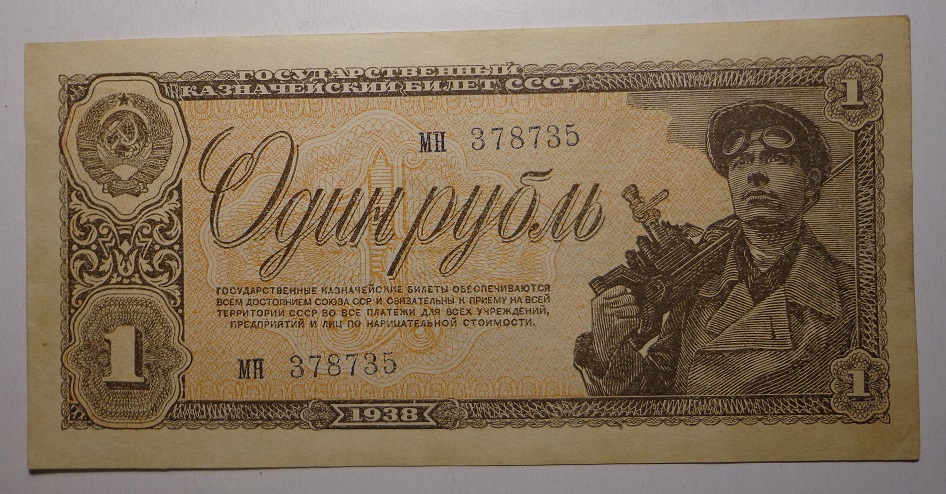 ГОСУДАРСТВЕННЫЙ
КАЗНАЧЕЙСКИЙ БИЛЕТ СССР
1
мн 378735
Один рубль
ГОСУДАРСТВЕННЫЕ КАЗНАЧЕЙСКИЕ БИЛЕТЫ ОБЕСПЕЧИВАЮТСЯ
ВСЕМ ДОСТОЯНИЕМ СОЮЗА ССР И ОБЯЗАТЕЛЬНЫ К ПРИЕМУ НА ВСЕЙ
ТЕРРИТОРИИ СССР ВО ВСЕ ПЛАТЕЖИ ДЛЯ ВСЕХ УЧРЕЖДЕНИЙ,
ПРЕДПРИЯТИЙ И ЛИЦ ПО НАРИЦАТЕЛЬНОЙ СТОИМОСТИ.
1
мн 378735
1
1938